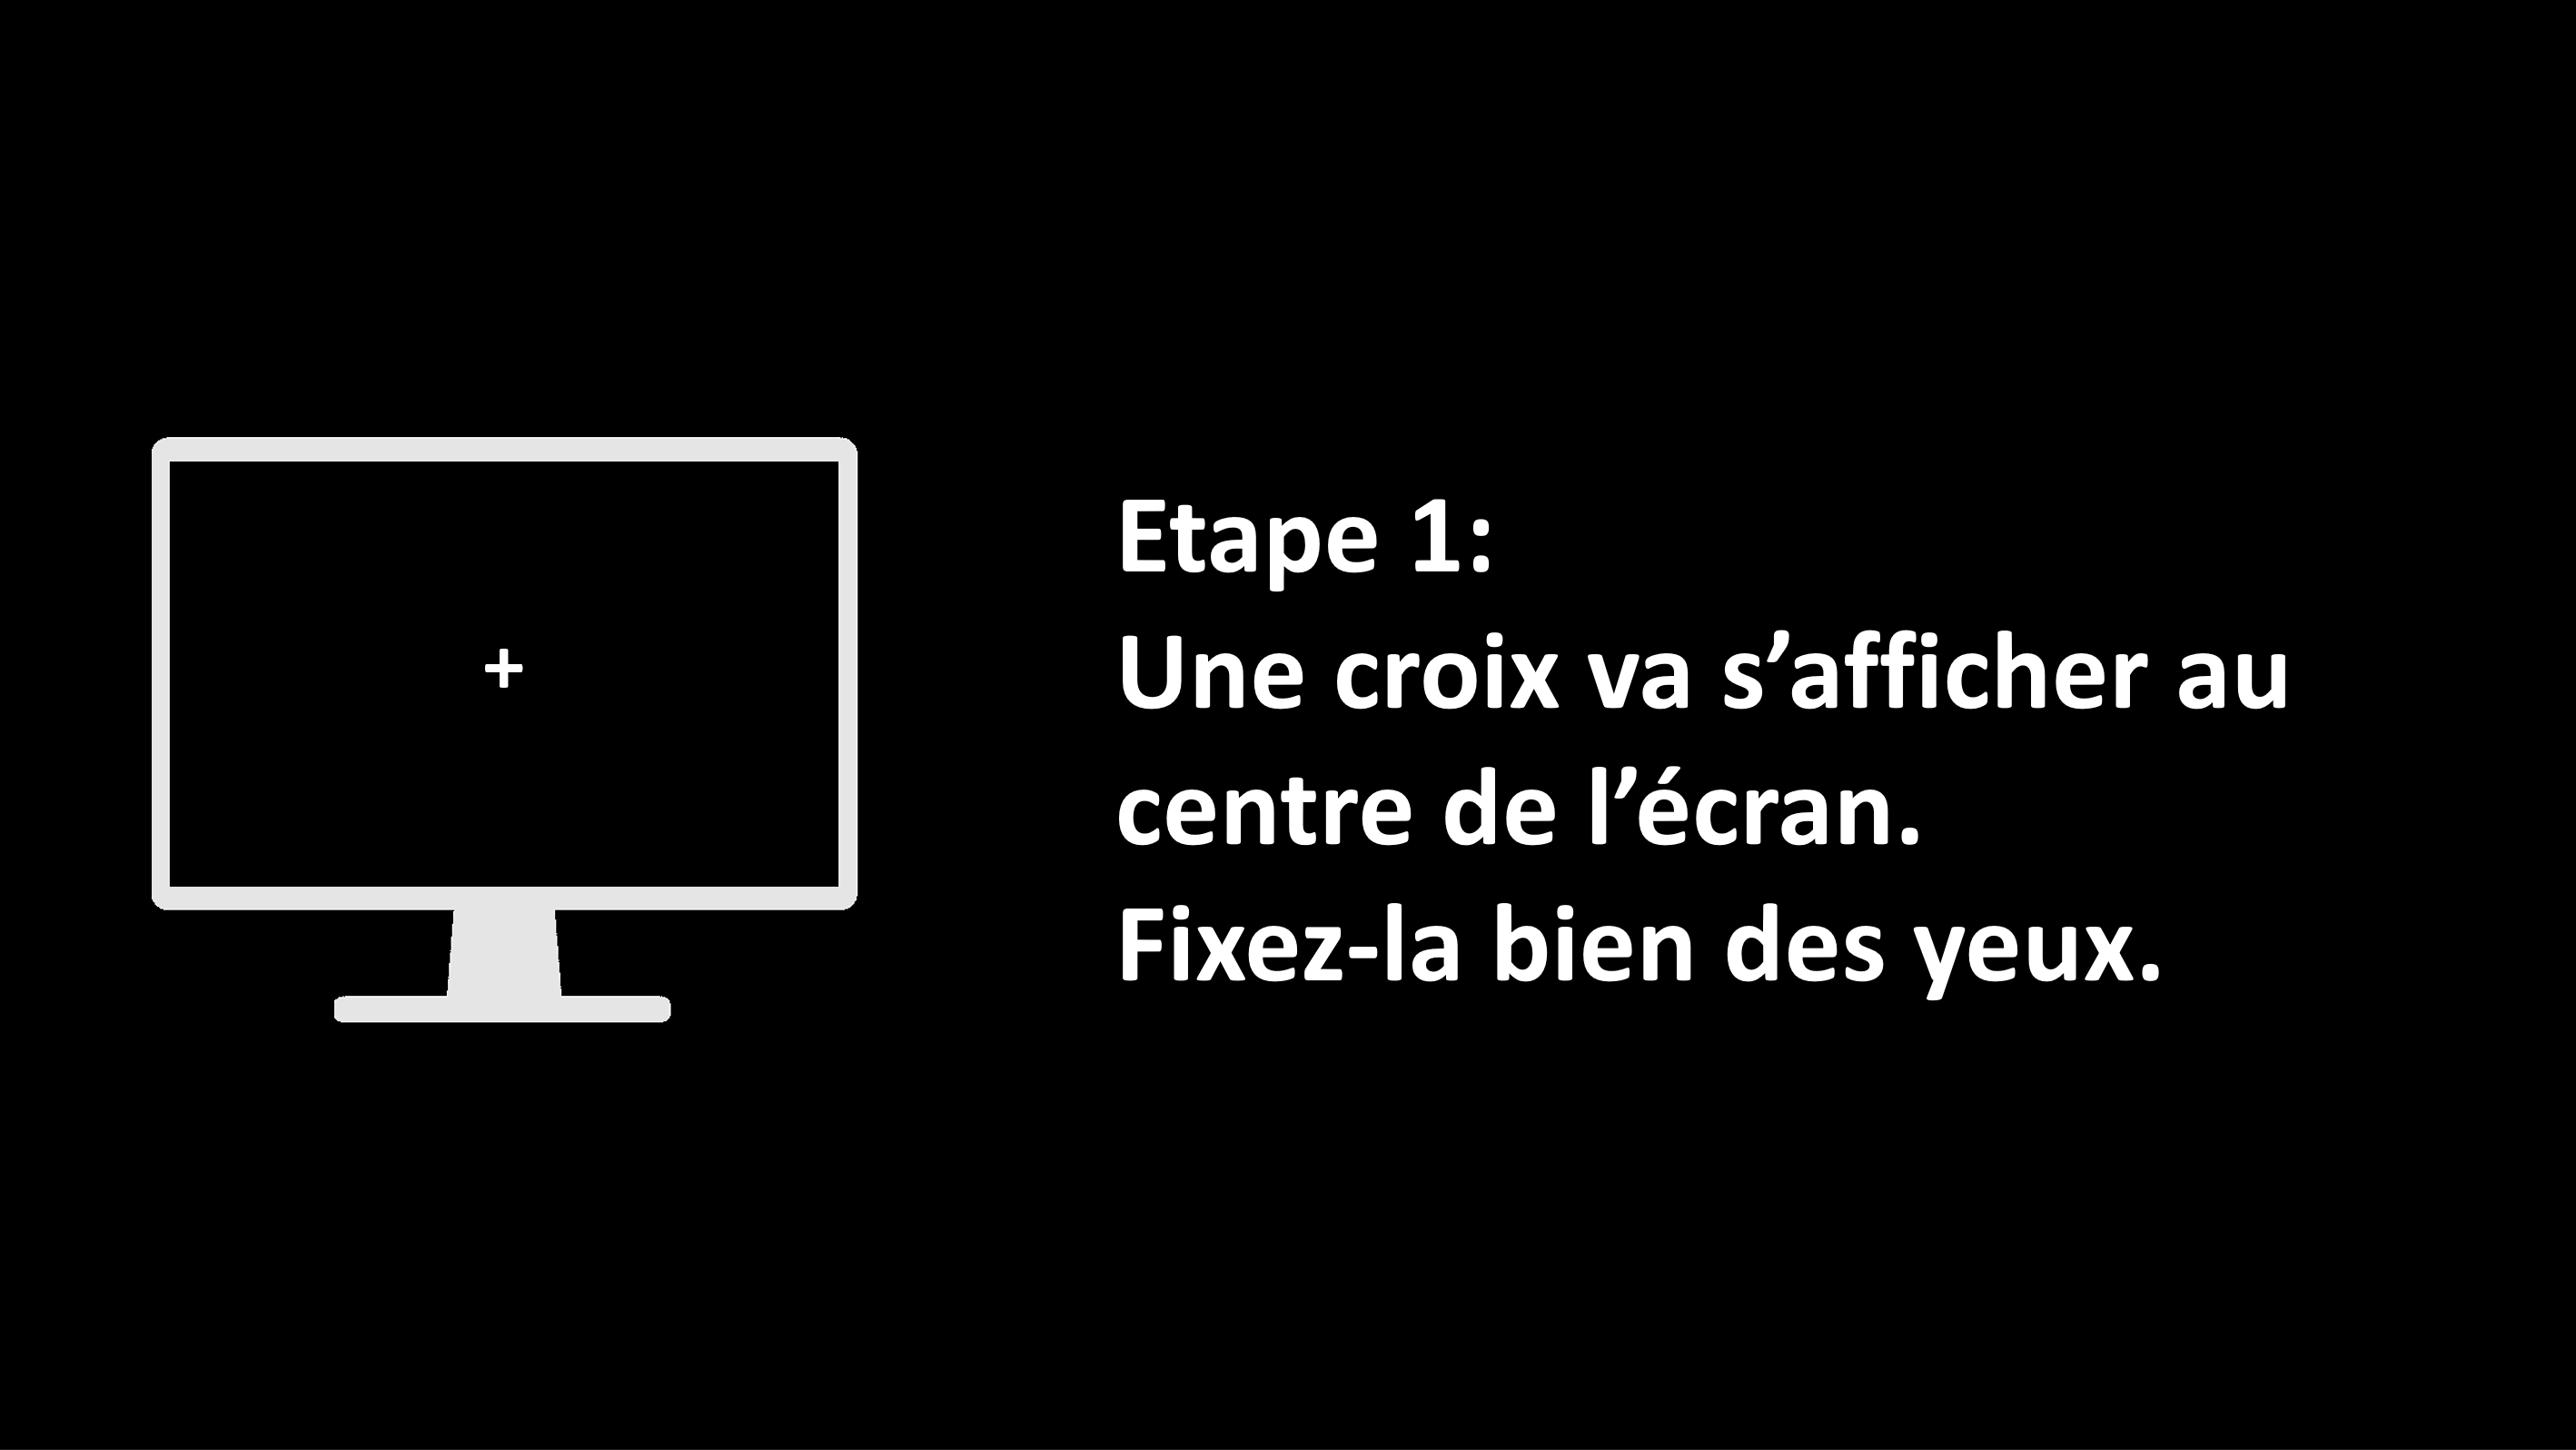 +
Etape 1:
Une croix va s’afficher au
centre de l’écran.
Fixez-la bien des yeux.